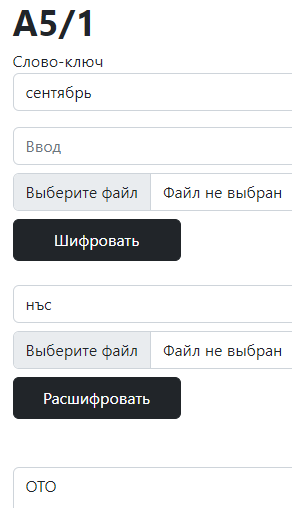 A5/1
Слово-ключ
сентябрь
Ввод
Выберите файл Файл не выбран
Шифровать
нъс
Выберите файл Файл не выбран
Расшифровать
ОТО